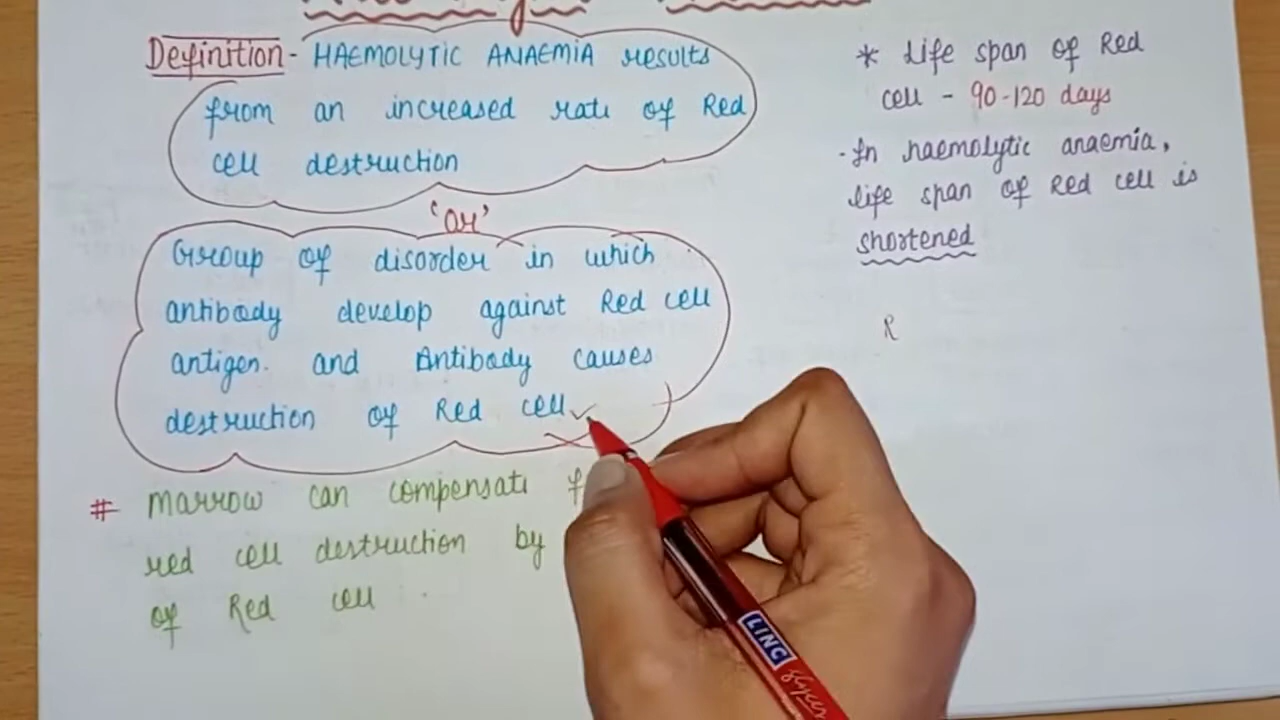 Definition - HAEMOLYTIC ANAEMIA results
from an increased rate of Red
cell destruction
'or'
Group of disorder in which
antibody develop against Red cell
antigen. and Antibody causes
destruction of Red cell
# Marrow can compensate
red cell destruction by
of Red cell
* Life span of Red
cell - 90-120 days
- In haemolytic anaemia,
life span of Red cell is
shortened
R
LINC
glycer